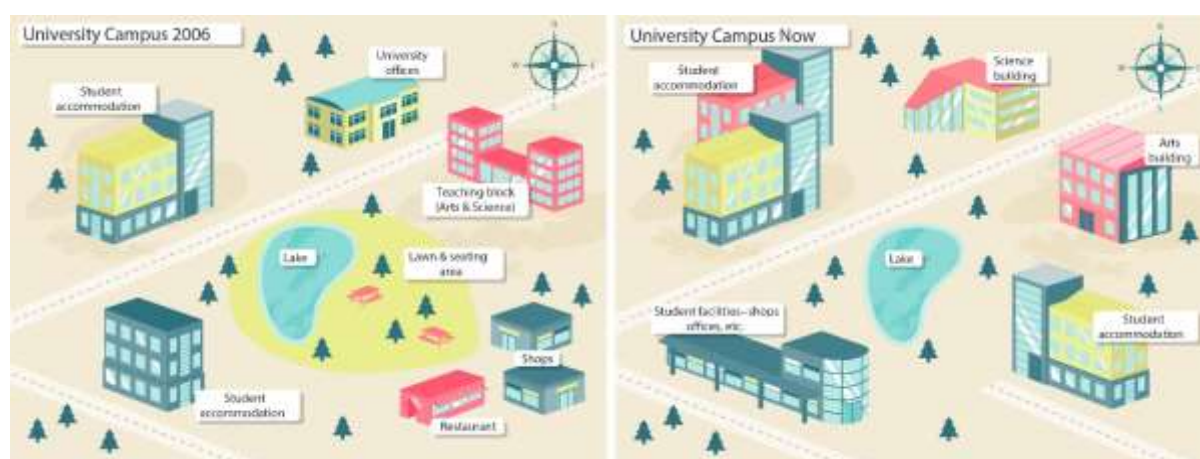 University Campus 2006
University
offices
Student
accommodation
Teaching block
(Arts & Science)
Lake
Lawn & seating
area
Shops
Student
accommodation
Restaurant
N
W
E
University Campus Now
Student
accommodation
Science
building
Arts
building
Lake
Student facilities–shops
offices, etc.
Student
accommodation
W